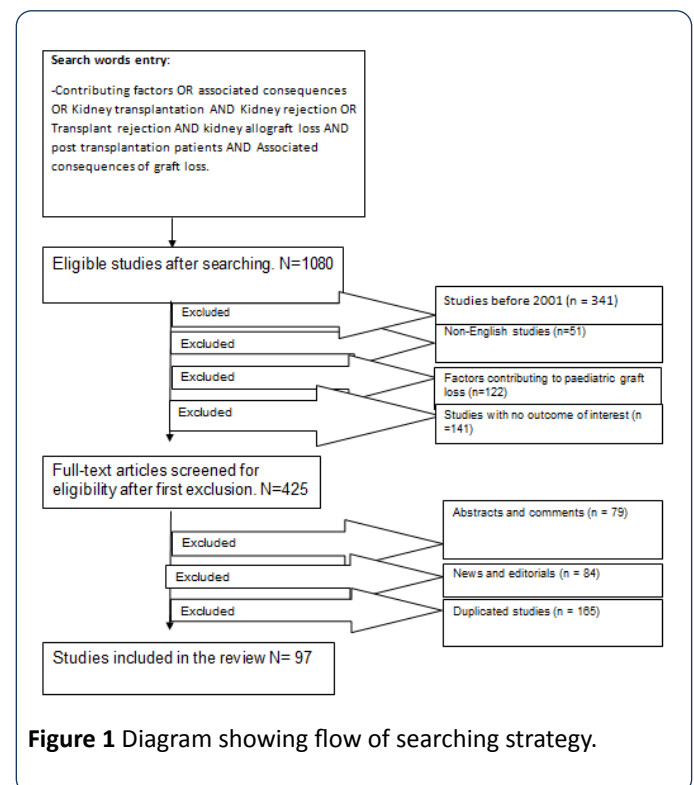 Search words entry:
-Contributing factors OR associated consequences
OR Kidney transplantation AND Kidney rejection OR
Transplant rejection AND kidney allograft loss AND
post transplantation patients AND Associated
consequences of graft loss.
Eligible studies after searching. N=1080
Excluded
Studies before 2001 (n = 341)
Excluded
Non-English studies (n=51)
Excluded
Factors contributing to paediatric graft
loss (n=122)
Excluded
Studies with no outcome of interest (n
=141)
Full-text articles screened for
eligibility after first exclusion. N=425
Excluded
Abstracts and comments (n = 79)
Excluded
News and editorials (n = 84)
Excluded
Duplicated studies (n = 165)
Studies included in the review N= 97
Figure 1 Diagram showing flow of searching strategy.